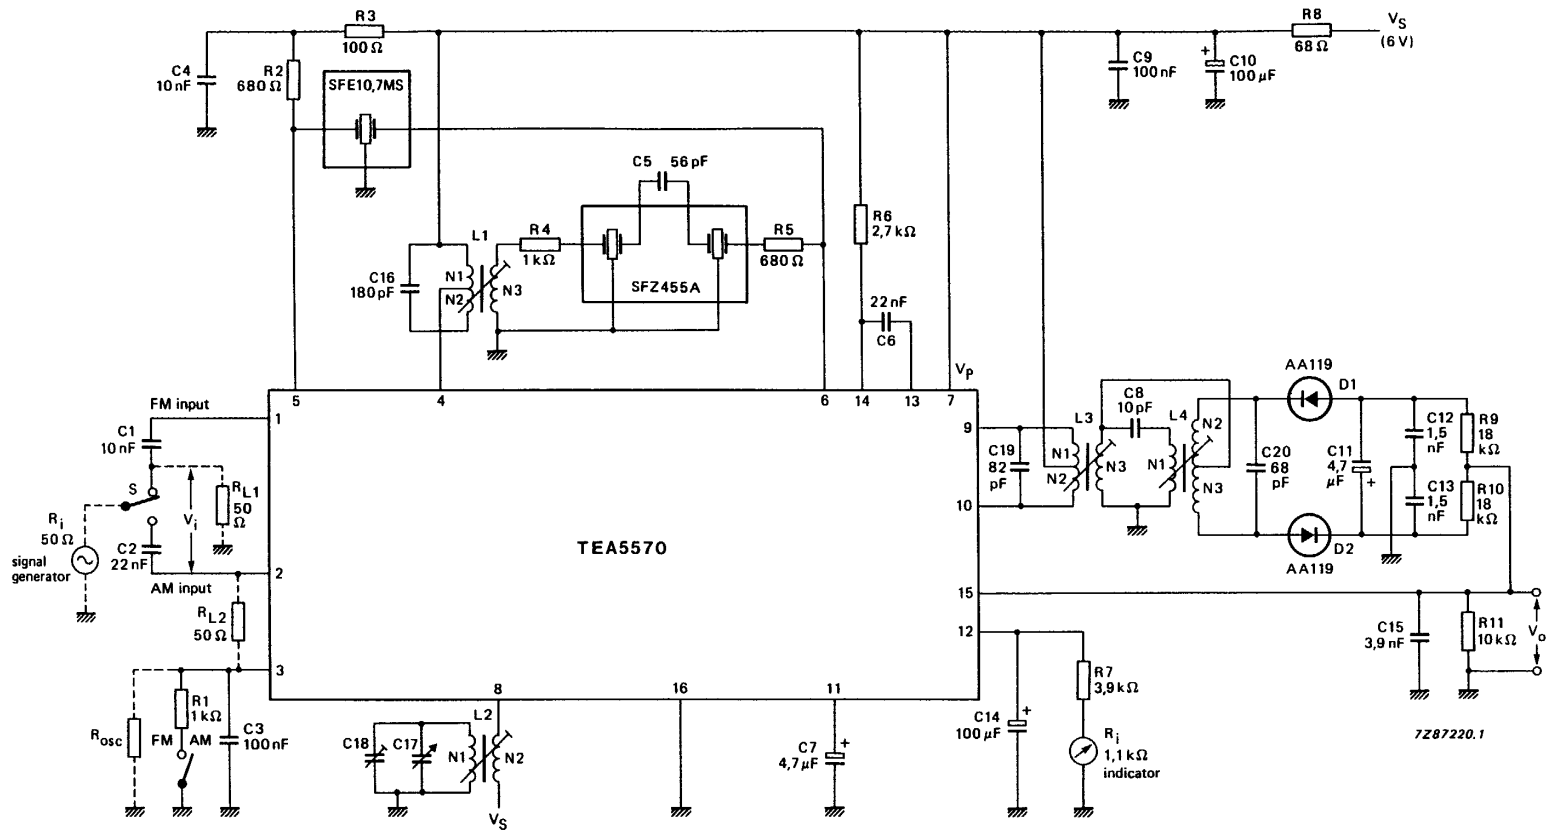 R3
100 Ω
R8
68 Ω
VS
(6 V)
C4
10 nF
R2
680 Ω
SFE10,7MS
C9
100 nF
+
C10
100 μF
C5 56 pF
R6
2,7 kΩ
L1
R4
1 kΩ
R5
680 Ω
C16
180 pF
N1
N2
N3
SFZ455A
22 nF
C6
VP
5
4
6
14
13
7
FM input
1
C1
10 nF
S
Vi
RL1
50
Ω
Ri
50 Ω
signal
generator
C2
22 nF
AM input
2
RL2
50 Ω
3
Rosc
R1
1 kΩ
FM AM
C3
100 nF
TEA5570
9
10
15
12
8
16
11
C19
82
pF
L3
N1
N2
N3
C8
10 pF
L4
N1
N2
N3
C20
68
pF
AA119
D1
C11
4,7
μF
+
C12
1,5
nF
C13
1,5
nF
R9
18
kΩ
R10
18
kΩ
D2
AA119
C15
3,9 nF
R11
10 kΩ
Vo
L2
C18
C17
N1
N2
VS
C7
4,7 μF
+
C14
100 μF
+
R7
3,9 kΩ
Ri
1,1 kΩ
indicator
7Z87220.1